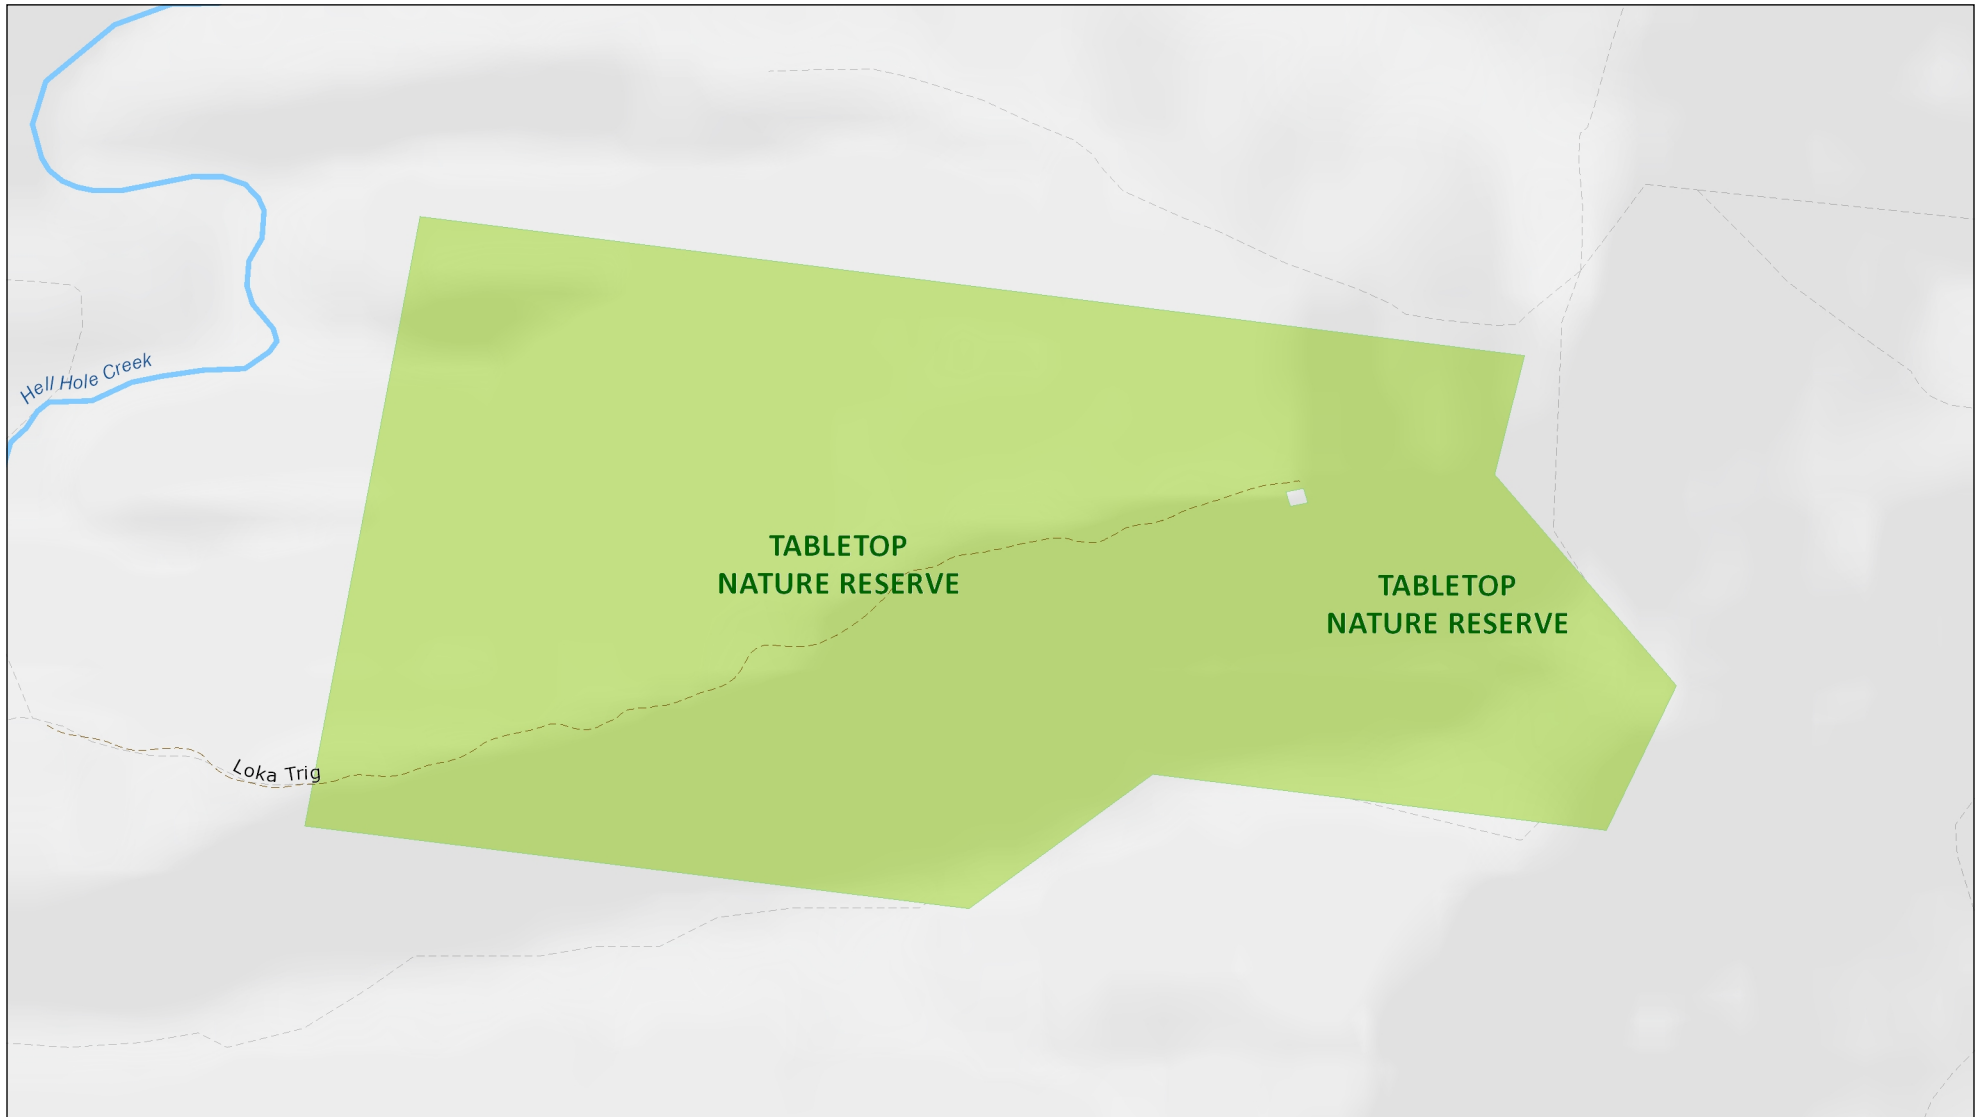 Hell Hole Creek
TABLETOP
NATURE RESERVE
TABLETOP
NATURE RESERVE
Loka Trig